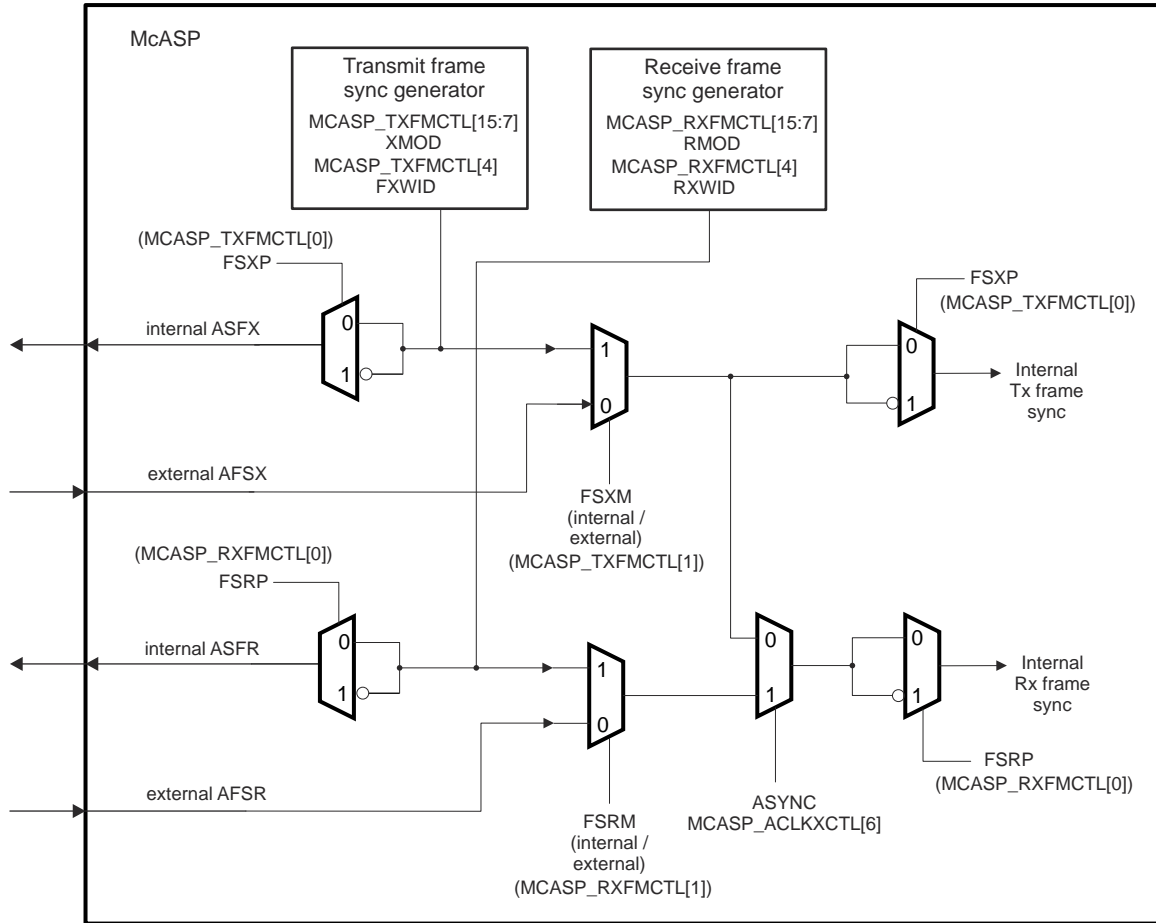 McASP
Transmit frame
sync generator
MCASP_TXFMCTL[15:7]
XMOD
MCASP_TXFMCTL[4]
FXWID
Receive frame
sync generator
MCASP_RXFMCTL[15:7]
RMOD
MCASP_RXFMCTL[4]
RXWID
(MCASP_TXFMCTL[0])
FSXP
0
1
internal ASFX
1
0
FSXP
(MCASP_TXFMCTL[0])
0
1
Internal
Tx frame
sync
external AFSX
FSXM
(internal /
external)
(MCASP_TXFMCTL[1])
(MCASP_RXFMCTL[0])
FSRP
0
1
internal ASFR
1
0
0
1
0
1
Internal
Rx frame
sync
external AFSR
FSRM
(internal /
external)
(MCASP_RXFMCTL[1])
ASYNC
MCASP_ACLKXCTL[6]
FSRP
(MCASP_RXFMCTL[0])